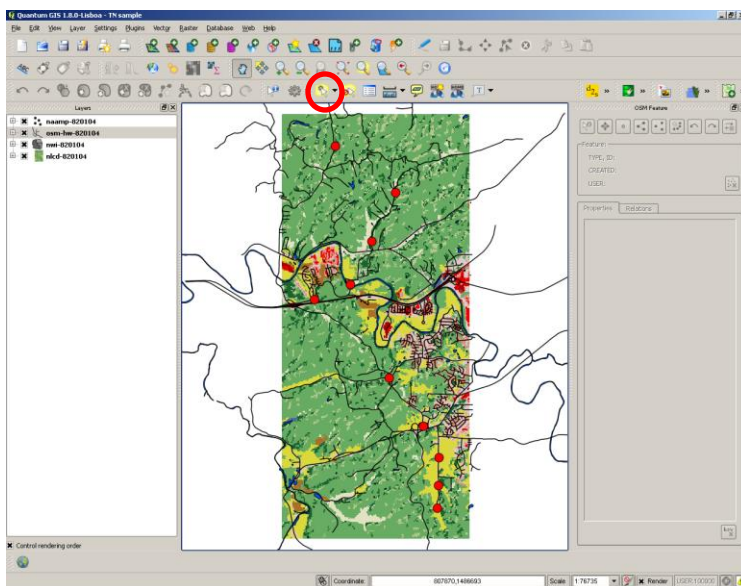 Quantum GIS 1.8.0-Lisboa - TN sample
File Edit View Layer Settings Plugins Vector Raster Database Web Help
Layers
naamp-820104
osm-hw-820104
nwi-820104
nlcd-820104
Control rendering order
OSM Feature
Feature:
TYPE, ID:
CREATED:
USER:
Properties Relations
Coordinate: 807870,1486693 Scale 1:76735 Render USER:100000